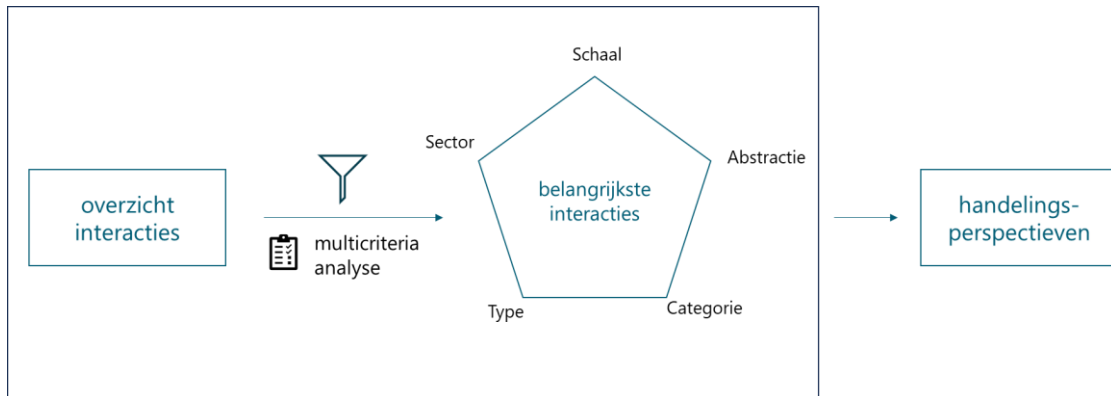 overzicht
interacties
multicriteria
analyse
Schaal
Sector
Abstractie
belangrijkste
interacties
Type
Categorie
handelings-
perspectieven